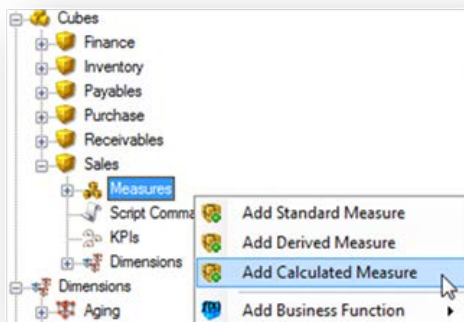 Cubes
Finance
Inventory
Payables
Purchase
Receivables
Sales
Measures
Script Comma
Add Standard Measure
KPIs
Add Derived Measure
Dimensions
Add Calculated Measure
Dimensions
Aging
Add Business Function